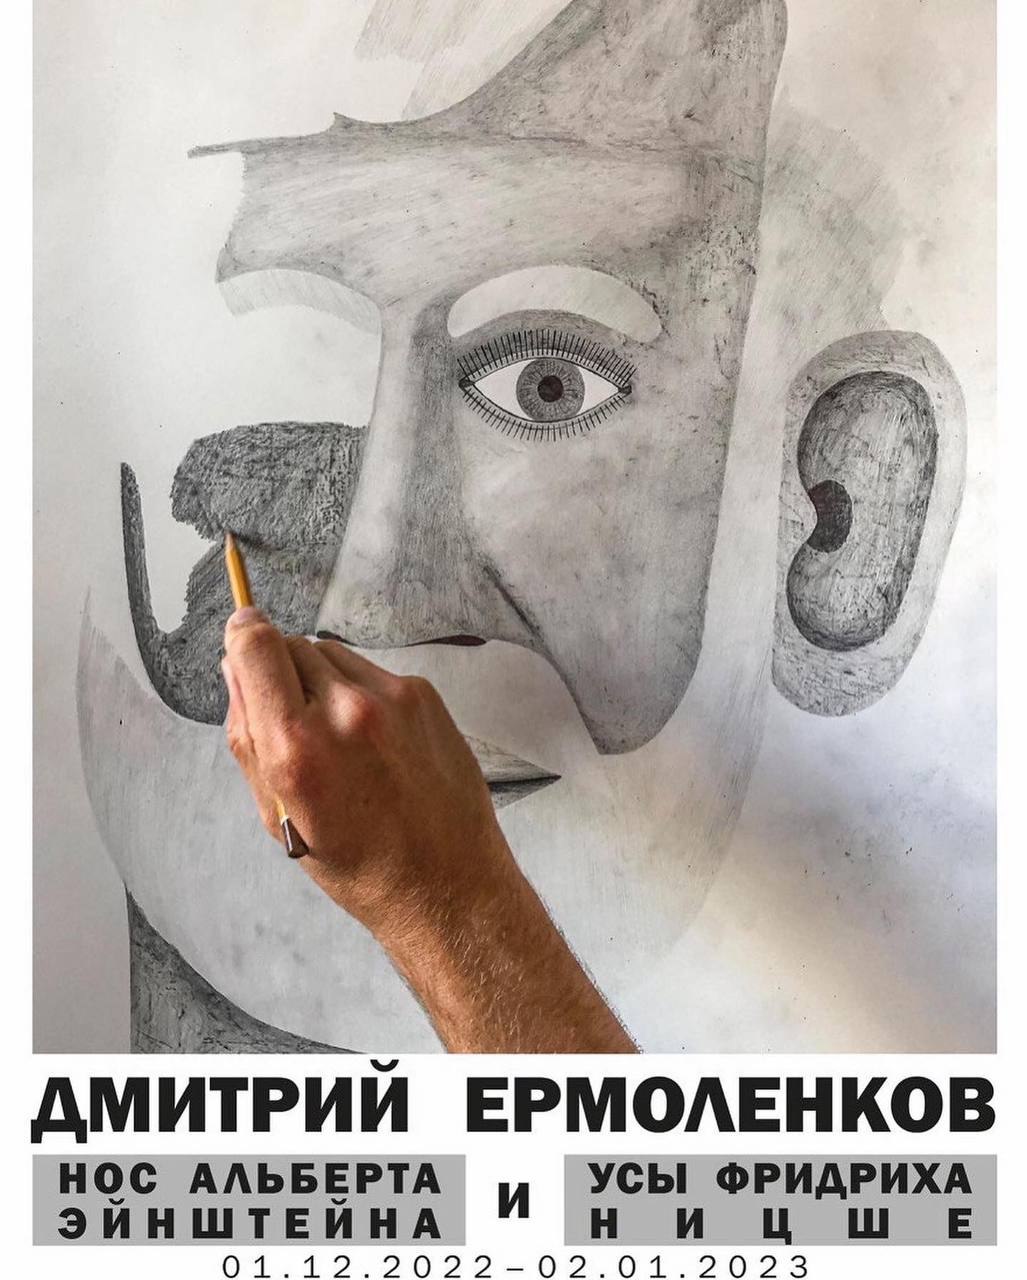 ДМИТРИЙ ЕРМОЛЕНКОВ
НОС АЛЬБЕРТА
ЭЙНШТЕЙНА
и
УСЫ ФРИДРИХА
НИЦШЕ
01.12.2022–02.01.2023